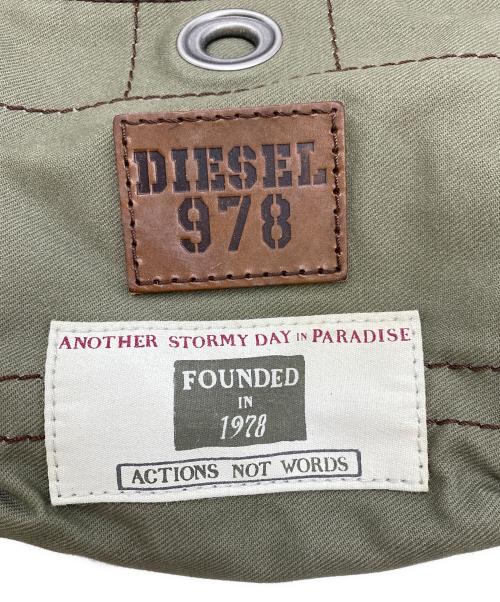 DIESEL
978
ANOTHER STORMY DAY IN PARADISE
FOUNDED
IN
1978
ACTIONS NOT WORDS